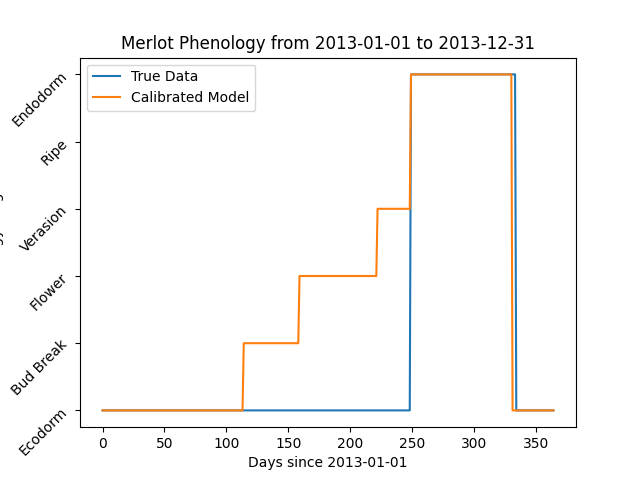 Merlot Phenology from 2013-01-01 to 2013-12-31
True Data
Calibrated Model
Endodorm
Ripe
Verasion
Flower
Bud Break
Ecodorm
0 50 100 150 200 250 300 350
Days since 2013-01-01